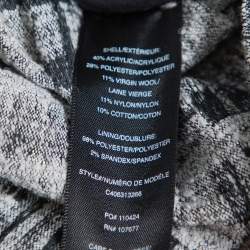 SHELL/EXTÉRIEUR:
40% ACRYLIC/ACRYLIQUE
28% POLYESTER/POLYESTER
11% VIRGIN WOOL/
LAINE VIERGE
11% NYLON/NYLON
10% COTTON/COTON
LINING/DOUBLURE:
98% POLYESTER/POLYESTER
2% SPANDEX/SPANDEX
STYLE#/NUMÉRO DE MODÈLE
C406313266
PO# 110424
RN# 107677